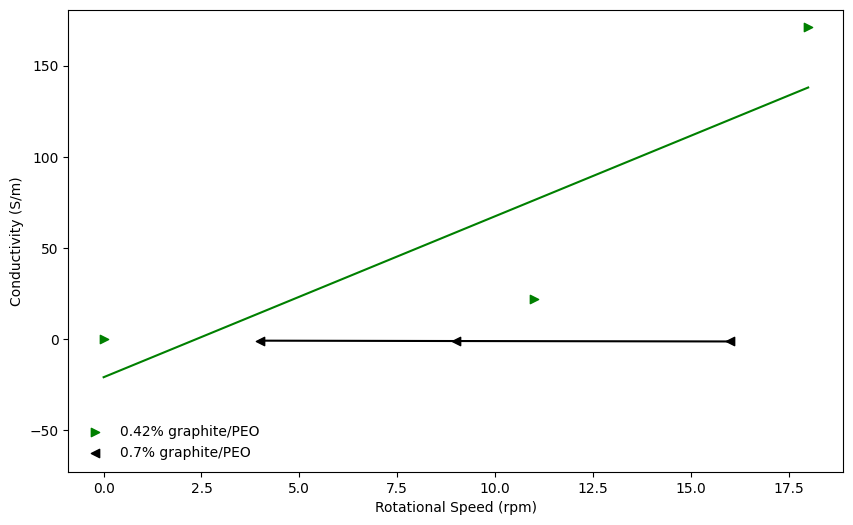 150
100
50
0
−50
Conductivity (S/m)
0.42% graphite/PEO
0.7% graphite/PEO
0.0 2.5 5.0 7.5 10.0 12.5 15.0 17.5
Rotational Speed (rpm)